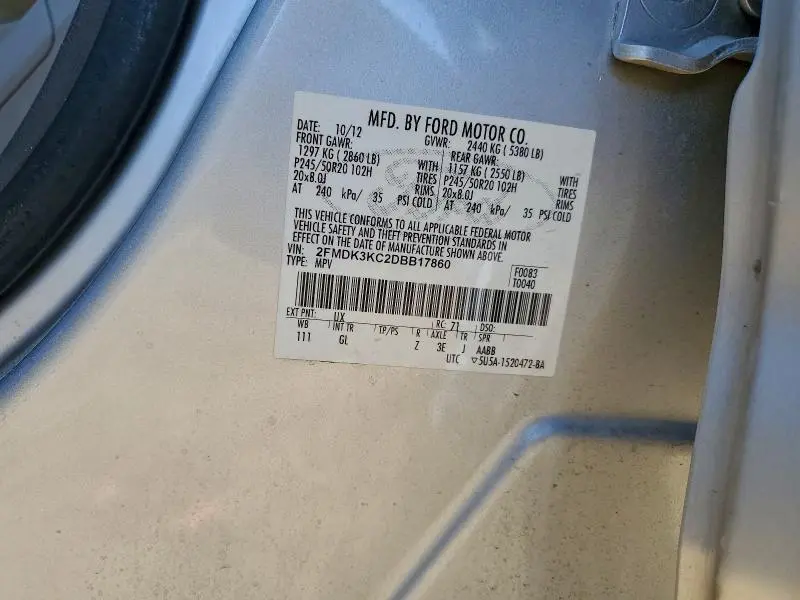 MFD. BY FORD MOTOR CO.
DATE: 10/12 GVWR: 2440 KG ( 5380 LB)
FRONT GAWR: REAR GAWR:
1297 KG ( 2860 LB) WITH 1157 KG ( 2550 LB) WITH
P245/50R20 102H TIRES P245/50R20 102H TIRES
20x8.0J RIMS 20x8.0J RIMS
AT 240 kPa/ 35 PSI COLD AT 240 kPa/ 35 PSI COLD
THIS VEHICLE CONFORMS TO ALL APPLICABLE FEDERAL MOTOR
VEHICLE SAFETY AND THEFT PREVENTION STANDARDS IN
EFFECT ON THE DATE OF MANUFACTURE SHOWN ABOVE.
VIN: 2FMDK3KC2DBB17860
TYPE: MPV
F0083
T0040
EXT PNT: UX RC: 71 DSO:
WB INT TR TP/PS R AXLE TR SPR
111 GL Z 3E J AABB
UTC ▽5U5A-1520472-BA